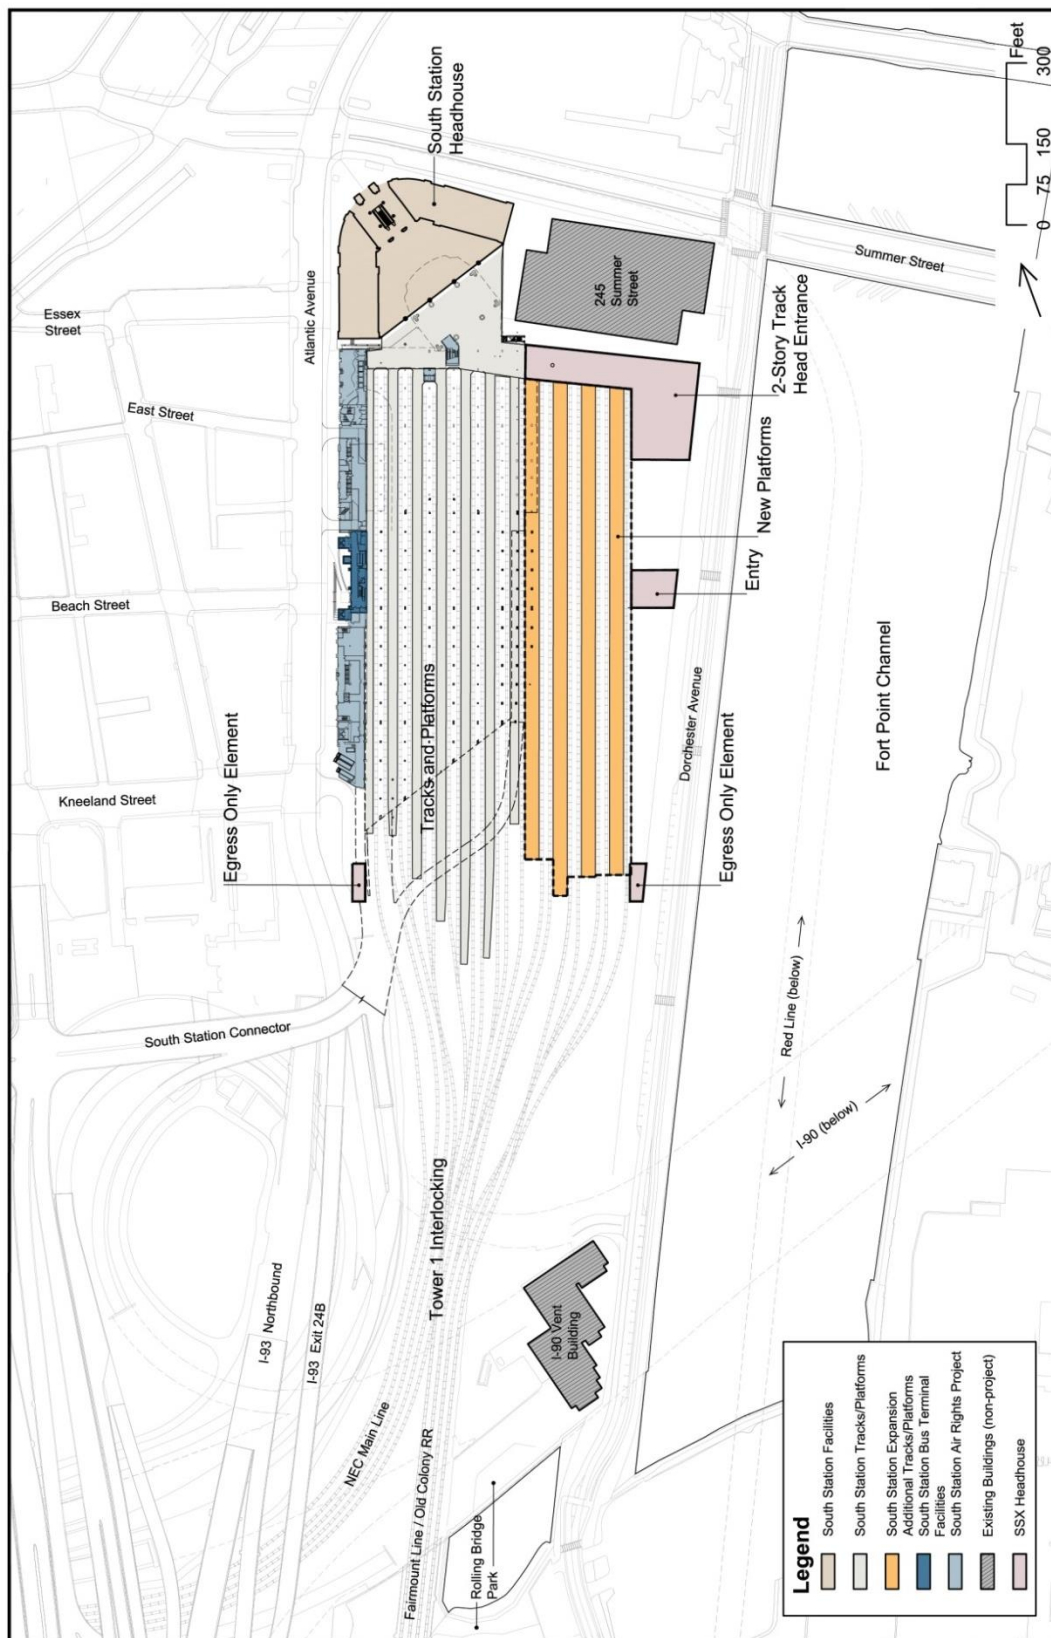 Essex
Street
Atlantic Avenue
South Station
Headhouse
East Street
245
Summer
Street
Summer Street
2-Story Track
Head Entrance
New Platforms
Beach Street
Entry
Tracks and Platforms
Kneeland Street
Egress Only Element
Egress Only Element
Dorchester Avenue
Fort Point Channel
South Station Connector
Red Line (below)
I-90 (below)
Tower 1 Interlocking
I-93 Northbound
I-93 Exit 24B
I-90 Vent
Building
NEC Main Line
Fairmount Line / Old Colony RR
Rolling Bridge
Park
Feet
0 75 150 300
Legend
South Station Facilities
South Station Tracks/Platforms
South Station Expansion
Additional Tracks/Platforms
South Station Bus Terminal
Facilities
South Station Air Rights Project
Existing Buildings (non-project)
SSX Headhouse